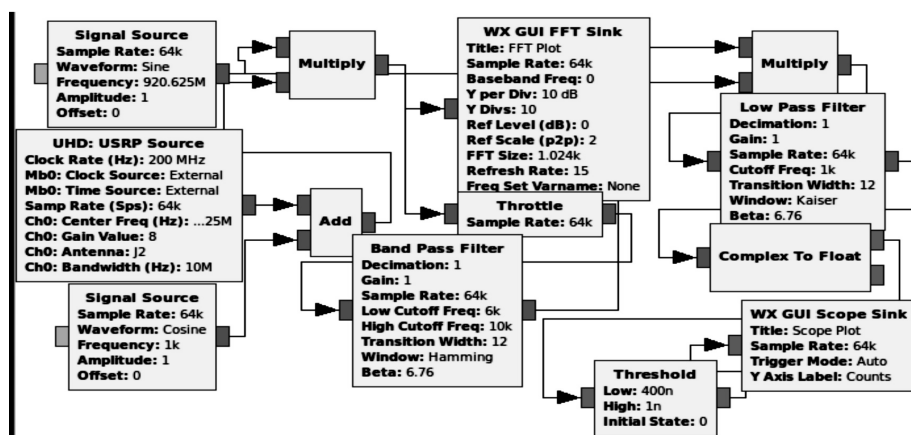 Signal Source
Sample Rate: 64k
Waveform: Sine
Frequency: 920.625M
Amplitude: 1
Offset: 0
Multiply
WX GUI FFT Sink
Title: FFT Plot
Sample Rate: 64k
Baseband Freq: 0
Y per Div: 10 dB
Y Divs: 10
Ref Level (dB): 0
Ref Scale (p2p): 2
FFT Size: 1.024k
Refresh Rate: 15
Freq Set Varname: None
Multiply
Low Pass Filter
Decimation: 1
Gain: 1
Sample Rate: 64k
Cutoff Freq: 1k
Transition Width: 12
Window: Kaiser
Beta: 6.76
UHD: USRP Source
Clock Rate (Hz): 200 MHz
Mb0: Clock Source: External
Mb0: Time Source: External
Samp Rate (Sps): 64k
Ch0: Center Freq (Hz): ...25M
Ch0: Gain Value: 8
Ch0: Antenna: J2
Ch0: Bandwidth (Hz): 10M
Add
Throttle
Sample Rate: 64k
Band Pass Filter
Decimation: 1
Gain: 1
Sample Rate: 64k
Low Cutoff Freq: 6k
High Cutoff Freq: 10k
Transition Width: 12
Window: Hamming
Beta: 6.76
Complex To Float
Signal Source
Sample Rate: 64k
Waveform: Cosine
Frequency: 1k
Amplitude: 1
Offset: 0
WX GUI Scope Sink
Title: Scope Plot
Sample Rate: 64k
Trigger Mode: Auto
Y Axis Label: Counts
Threshold
Low: 400n
High: 1n
Initial State: 0